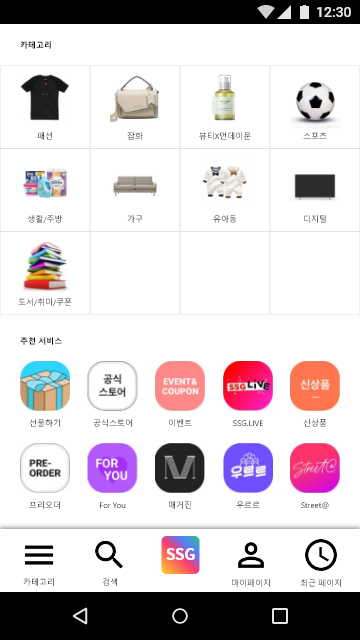 12:30
카테고리
패션
잡화
뷰티X먼데이문
스포츠
생활/주방
가구
유아동
디지털
도서/취미/쿠폰
추천 서비스
공식
스토어
EVENT&
COUPON
SSG LIVE
신상품
선물하기
공식스토어
이벤트
SSG.LIVE
신상품
PRE-
ORDER
FOR
YOU
우르르
Street@
프리오더
For You
매거진
우르르
Street@
SSG
카테고리
검색
마이페이지
최근 페이지